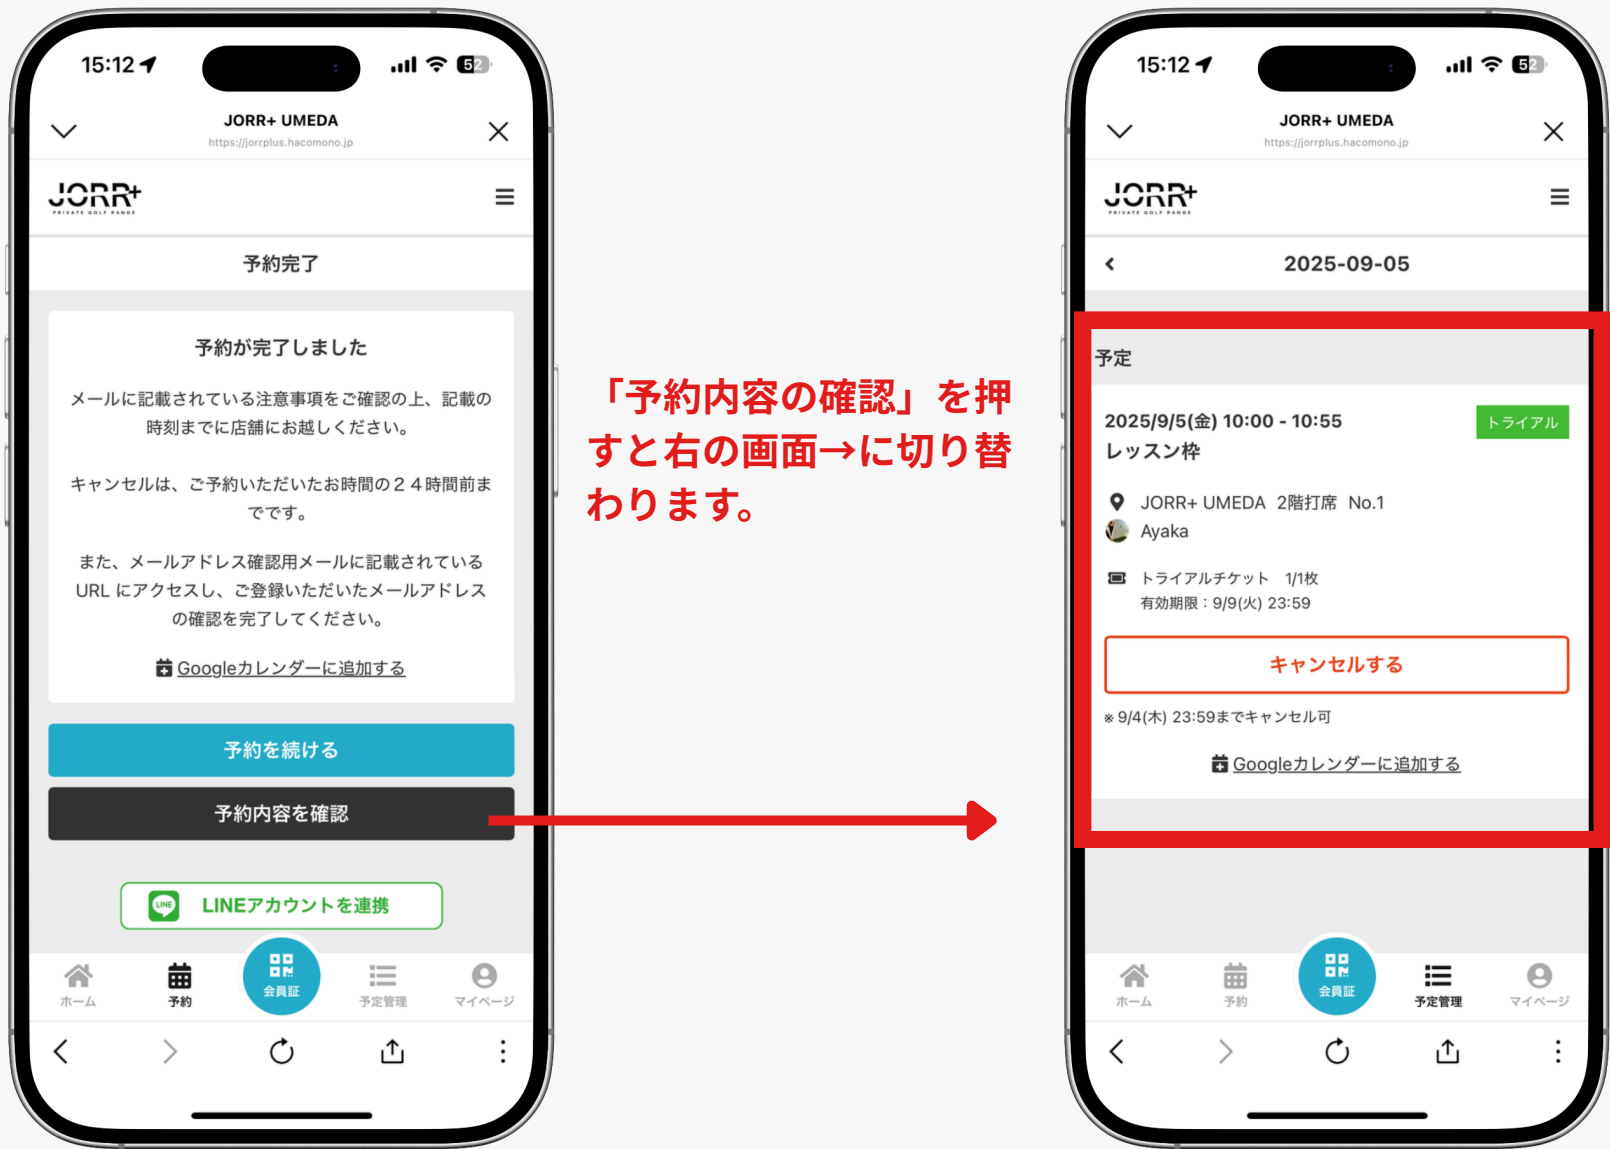 15:12
52
JORR+ UMEDA
https://jorrplus.hacomono.jp
JORR+
PRIVATE GOLF RANGE
予約完了
予約が完了しました
メールに記載されている注意事項をご確認の上、記載の
時刻までに店舗にお越しください。
キャンセルは、ご予約いただいたお時間の２４時間前ま
でです。
また、メールアドレス確認用メールに記載されている
URL にアクセスし、ご登録いただいたメールアドレス
の確認を完了してください。
Googleカレンダーに追加する
予約を続ける
予約内容を確認
LINE
LINEアカウントを連携
ホーム
予約
会員証
予定管理
マイページ
「予約内容の確認」を押
すと右の画面→に切り替
わります。
15:12
52
JORR+ UMEDA
https://jorrplus.hacomono.jp
JORR+
PRIVATE GOLF RANGE
2025-09-05
予定
2025/9/5(金) 10:00 - 10:55
トライアル
レッスン枠
JORR+ UMEDA 2階打席 No.1
Ayaka
トライアルチケット 1/1枚
有効期限：9/9(火) 23:59
キャンセルする
※ 9/4(木) 23:59までキャンセル可
Googleカレンダーに追加する
ホーム
予約
会員証
予定管理
マイページ